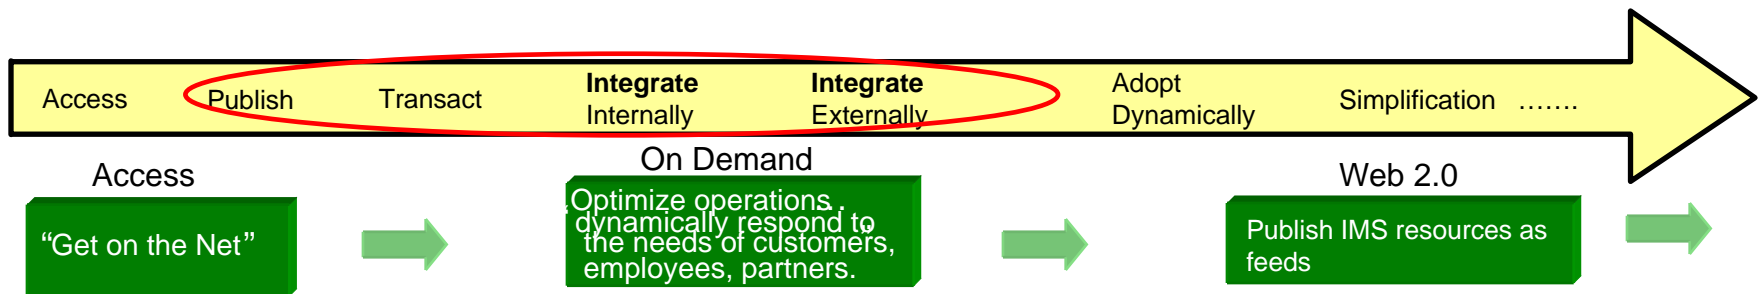 Access Publish Transact Integrate Internally Integrate Externally Adopt Dynamically Simplification …….
Access
“Get on the Net”
On Demand
“Optimize operations…
dynamically respond to
the needs of customers,
employees, partners.”
Web 2.0
Publish IMS resources as
feeds